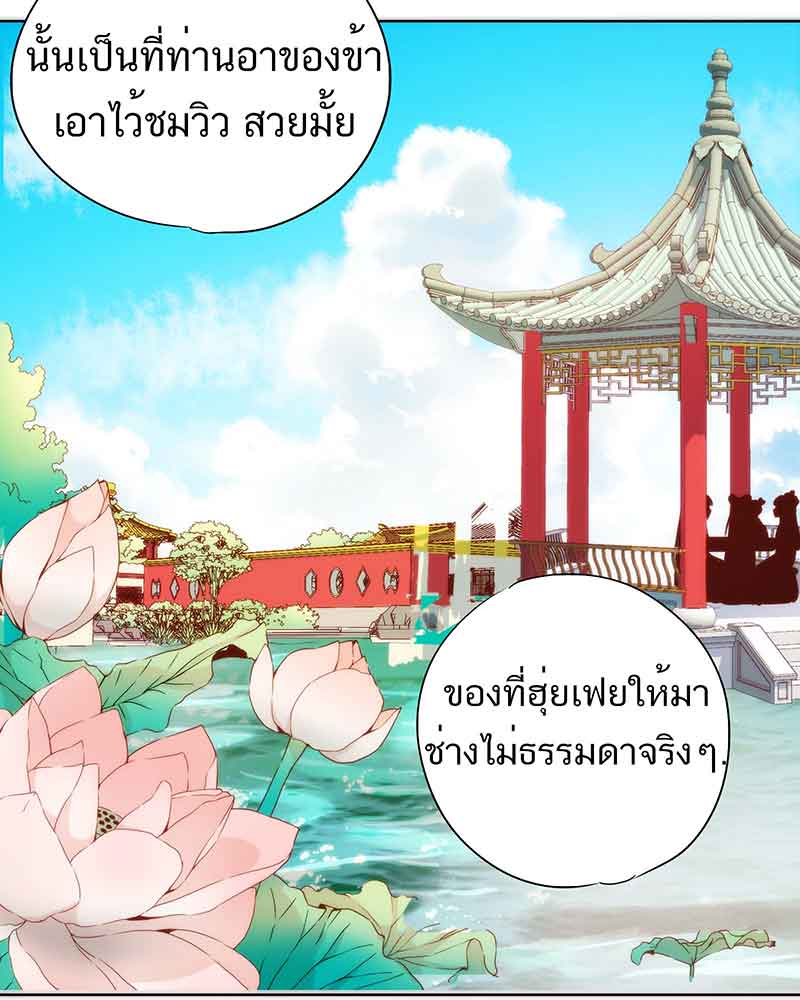 นั้นเป็นที่ท่านอาของข้า
เอาไว้ชมวิว สวยมั้ย
ของที่ฮุ่ยเฟยให้มา
ช่างไม่ธรรมดาจริงๆ.